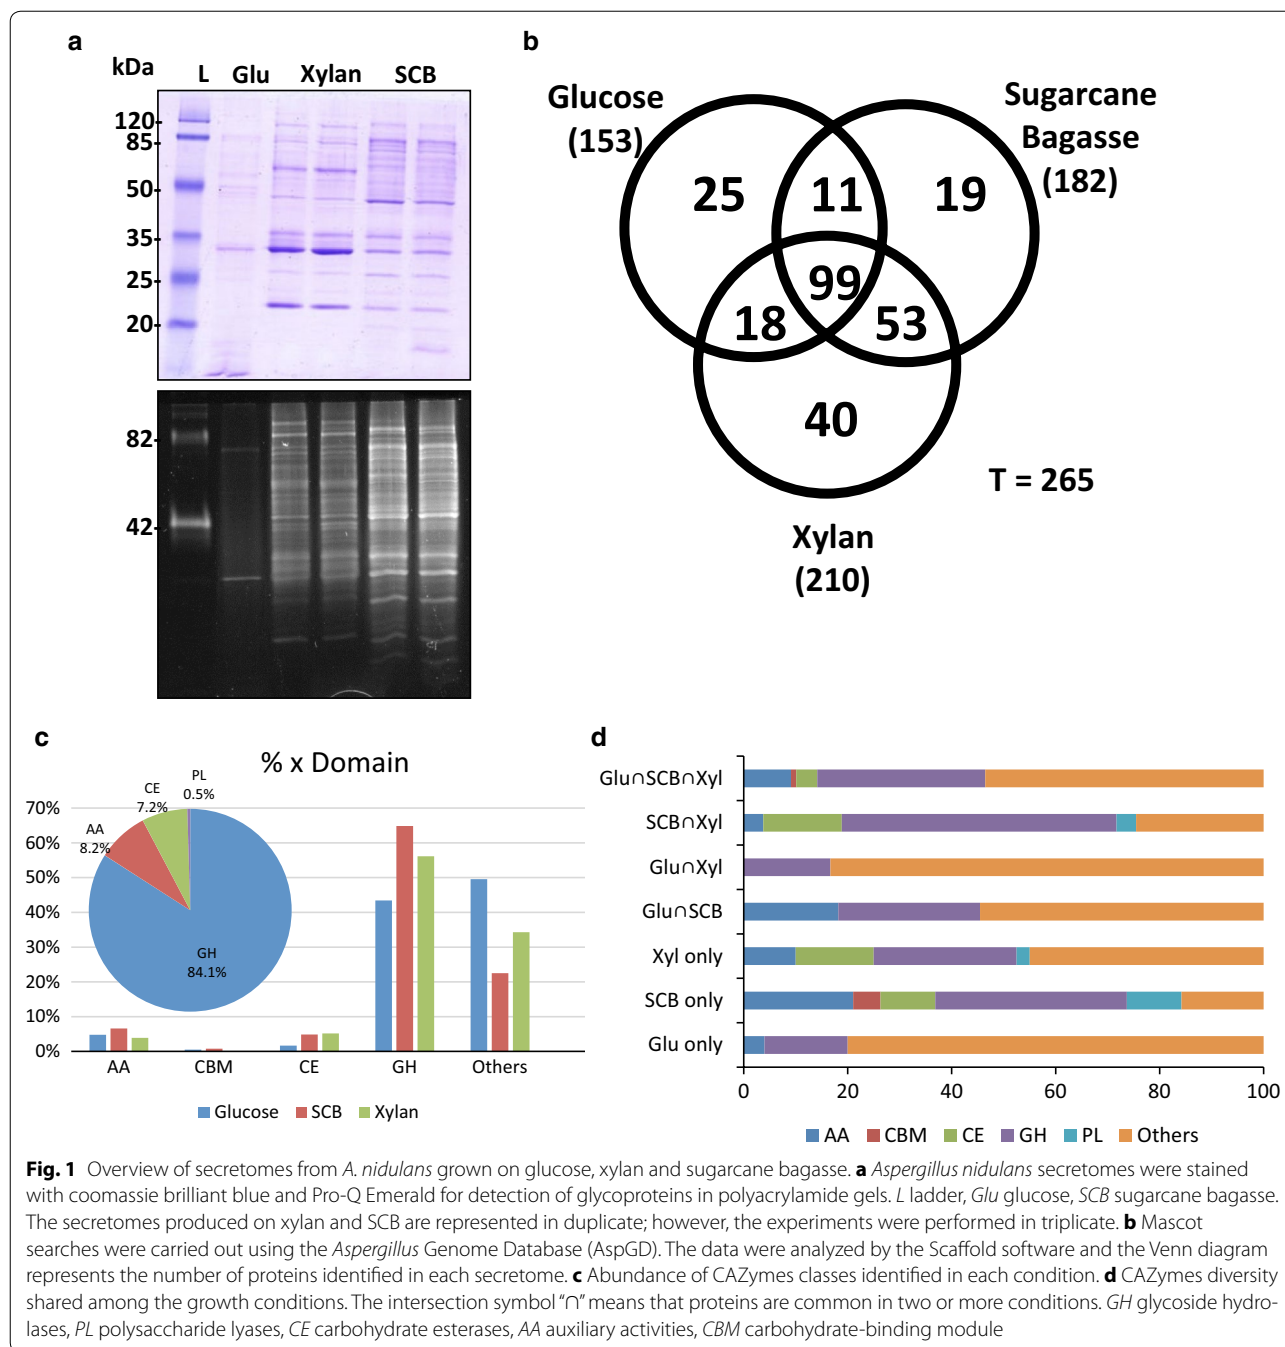 a
kDa
L Glu Xylan SCB
120-
85-
50-
35-
25-
20-
82-
42-
b
Glucose
(153)
Sugarcane
Bagasse
(182)
25
11
19
99
18
53
40
T = 265
Xylan
(210)
c
% x Domain
70%
60%
50%
40%
30%
20%
10%
0%
PL
0.5%
CE
7.2%
AA
8.2%
GH
84.1%
AA CBM CE GH Others
Glucose SCB Xylan
d
Glu∩SCB∩Xyl
SCB∩Xyl
Glu∩Xyl
Glu∩SCB
Xyl only
SCB only
Glu only
0 20 40 60 80 100
AA CBM CE GH PL Others
Fig. 1 Overview of secretomes from A. nidulans grown on glucose, xylan and sugarcane bagasse. a Aspergillus nidulans secretomes were stained
with coomassie brilliant blue and Pro-Q Emerald for detection of glycoproteins in polyacrylamide gels. L ladder, Glu glucose, SCB sugarcane bagasse.
The secretomes produced on xylan and SCB are represented in duplicate; however, the experiments were performed in triplicate. b Mascot
searches were carried out using the Aspergillus Genome Database (AspGD). The data were analyzed by the Scaffold software and the Venn diagram
represents the number of proteins identified in each secretome. c Abundance of CAZymes classes identified in each condition. d CAZymes diversity
shared among the growth conditions. The intersection symbol "∩" means that proteins are common in two or more conditions. GH glycoside hydro-
lases, PL polysaccharide lyases, CE carbohydrate esterases, AA auxiliary activities, CBM carbohydrate-binding module